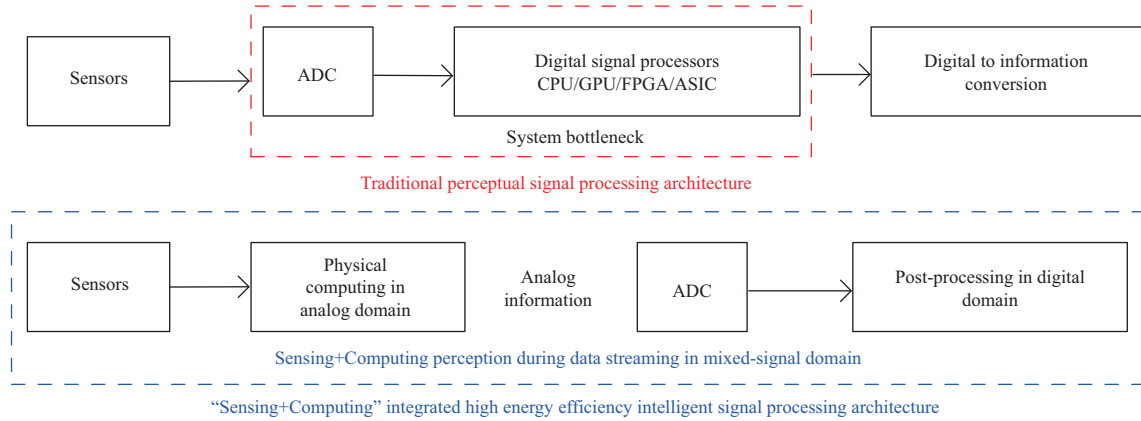 Sensors
ADC
Digital signal processors
CPU/GPU/FPGA/ASIC
Digital to information
conversion
System bottleneck
Traditional perceptual signal processing architecture
Sensors
Physical
computing in
analog domain
Analog
information
ADC
Post-processing in digital
domain
Sensing+Computing perception during data streaming in mixed-signal domain
“Sensing+Computing” integrated high energy efficiency intelligent signal processing architecture